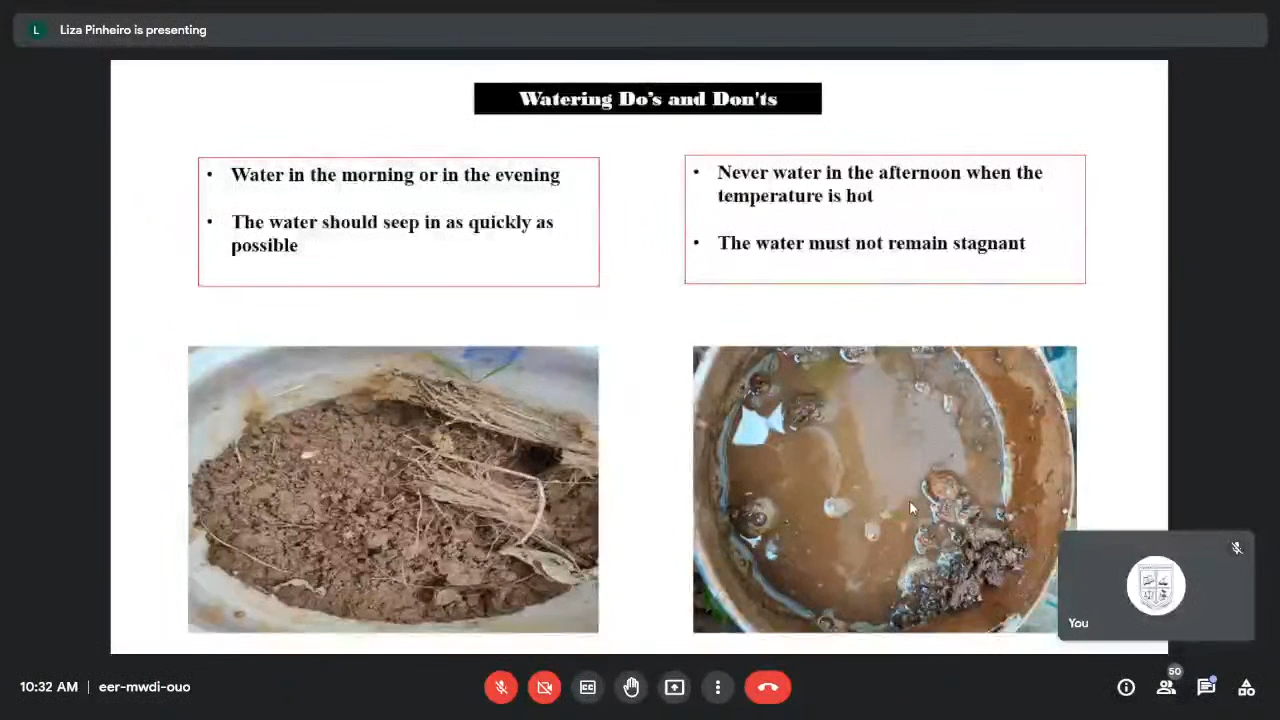 L Liza Pinheiro is presenting
Watering Do's and Don'ts
• Water in the morning or in the evening
• The water should seep in as quickly as
possible
• Never water in the afternoon when the
temperature is hot
• The water must not remain stagnant
You
10:32 AM | eer-mwdi-ouo
CC
50